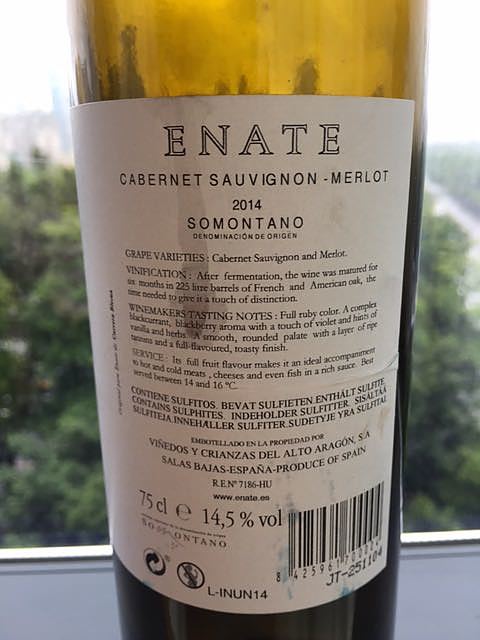 ENATE
CABERNET SAUVIGNON - MERLOT
2014
SOMONTANO
DENOMINACIÓN DE ORIGEN
GRAPE VARIETIES : Cabernet Sauvignon and Merlot.
VINIFICATION : After fermentation, the wine was matured for
six months in 225 litre barrels of French and American oak, the
time needed to give it a touch of distinction.
WINEMAKERS TASTING NOTES : Full ruby color. A complex
blackcurrant, blackberry aroma with a touch of violet and hints of
vanilla and herbs. A smooth, rounded palate with a layer of ripe
tannins and a full-flavoured, toasty finish.
SERVICE : Its full fruit flavour makes it an ideal accompaniment
to hot and cold meats , cheeses and even fish in a rich sauce. Best
served between 14 and 16 ºC.
CONTIENE SULFITOS. BEVAT SULFIETEN. ENTHÄLT SULFITE
CONTAINS SULPHITES. INDEHOLDER SULFITTER. SISÄLTÄÄ
SULFITEJA. INNEHÅLLER SULFITER. SUDETYJE YRA SULFITAI
EMBOTELLADO EN LA PROPIEDAD POR
VIÑEDOS Y CRIANZAS DEL ALTO ARAGÓN, S/A
SALAS BAJAS-ESPAÑA-PRODUCE OF SPAIN
R.E.Nº 7186-HU
www.enate.es
75 cl e 14,5 % vol
SOMONTANO
L-INUN14
JT-251104